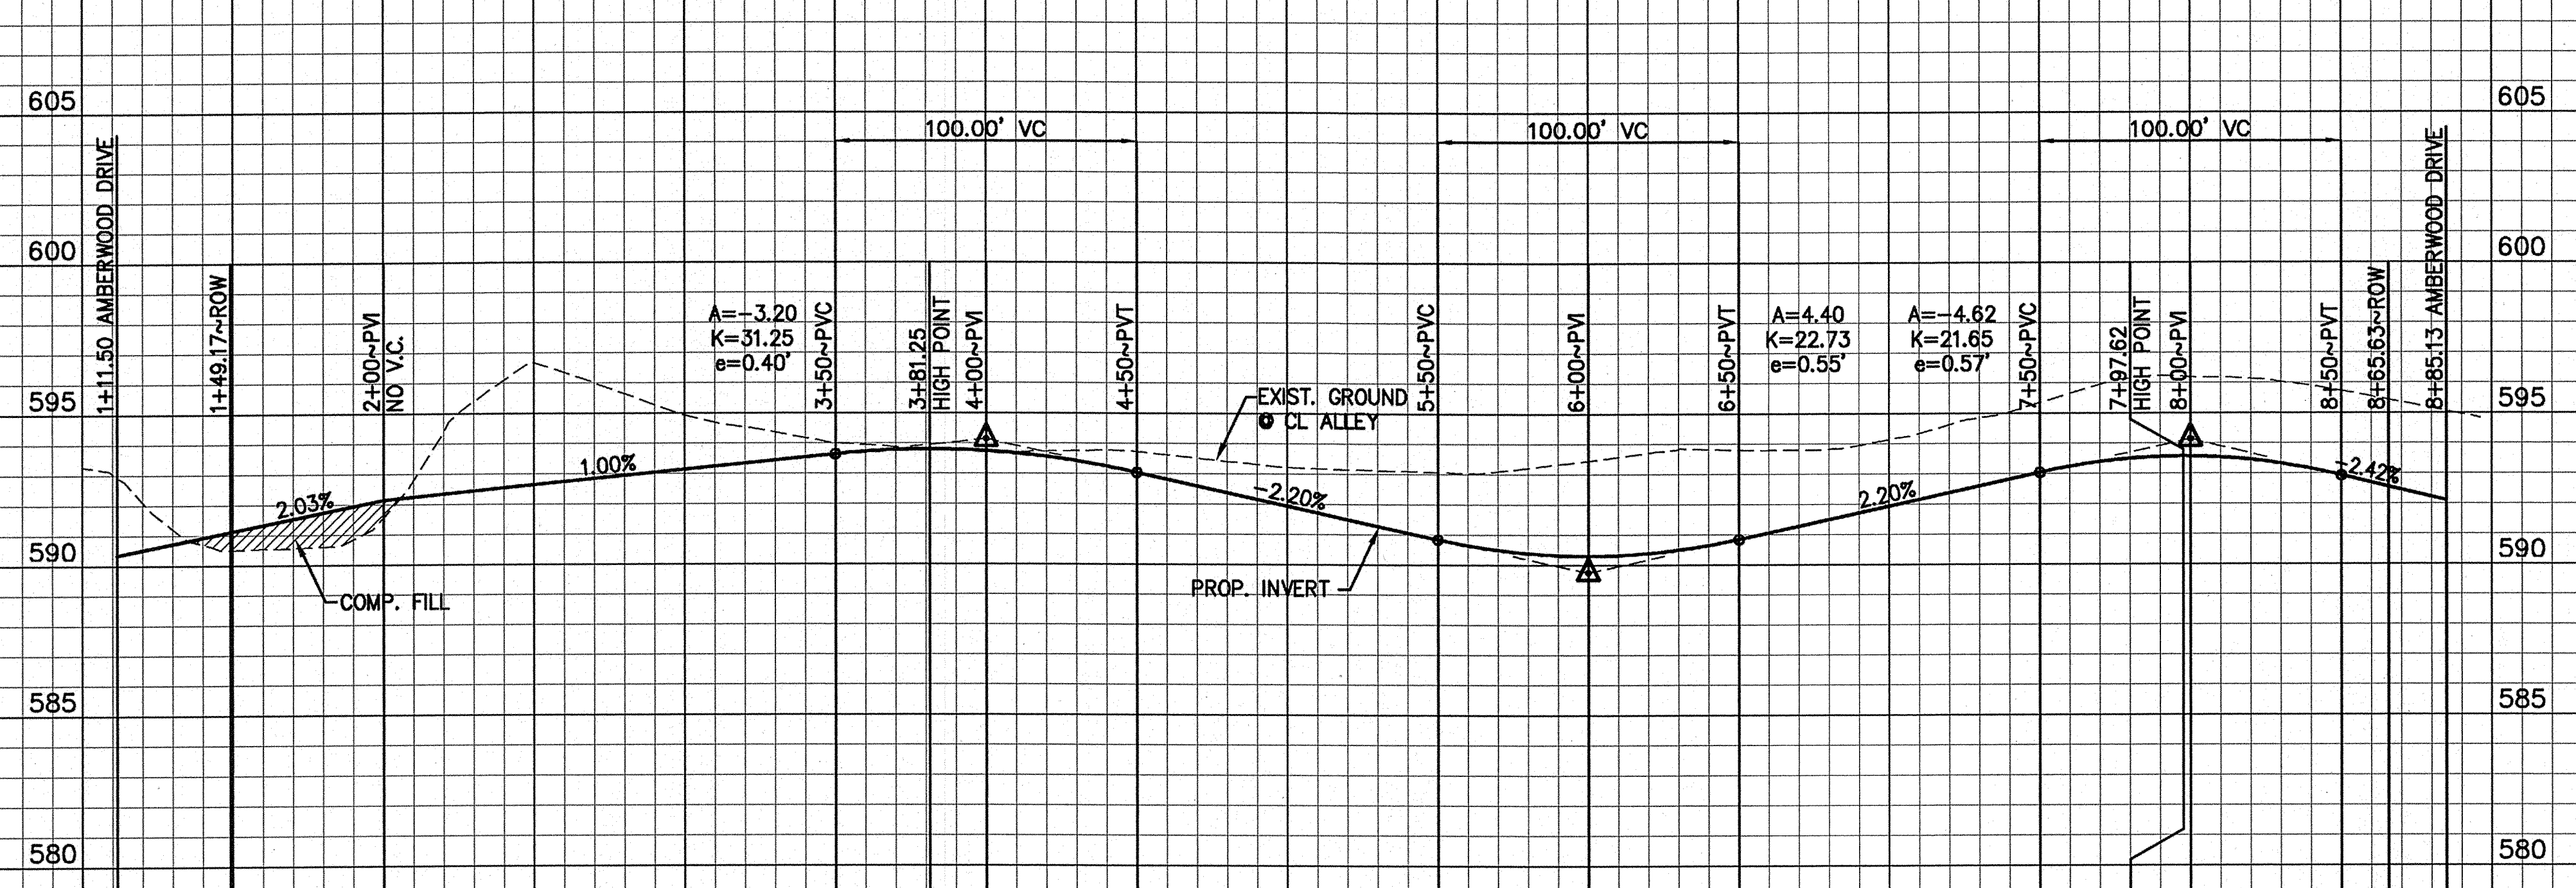 605
600
595
590
585
580
1+11.50 AMBERWOOD DRIVE
1+49.17~ROW
2+00~PVI
NO V.C.
2.03%
COMP. FILL
1.00%
A=-3.20
K=31.25
e=0.40'
3+50~PVC
3+81.25
HIGH POINT
4+00~PVI
4+50~PVT
100.00' VC
EXIST. GROUND
@ CL ALLEY
-2.20%
PROP. INVERT
100.00' VC
5+50~PVC
6+00~PVI
6+50~PVT
A=4.40
K=22.73
e=0.55'
2.20%
A=-4.62
K=21.65
e=0.57'
7+50~PVC
100.00' VC
7+97.62
HIGH POINT
8+00~PVI
8+50~PVT
-2.42%
8+65.63~ROW
8+85.13 AMBERWOOD DRIVE
605
600
595
590
585
580